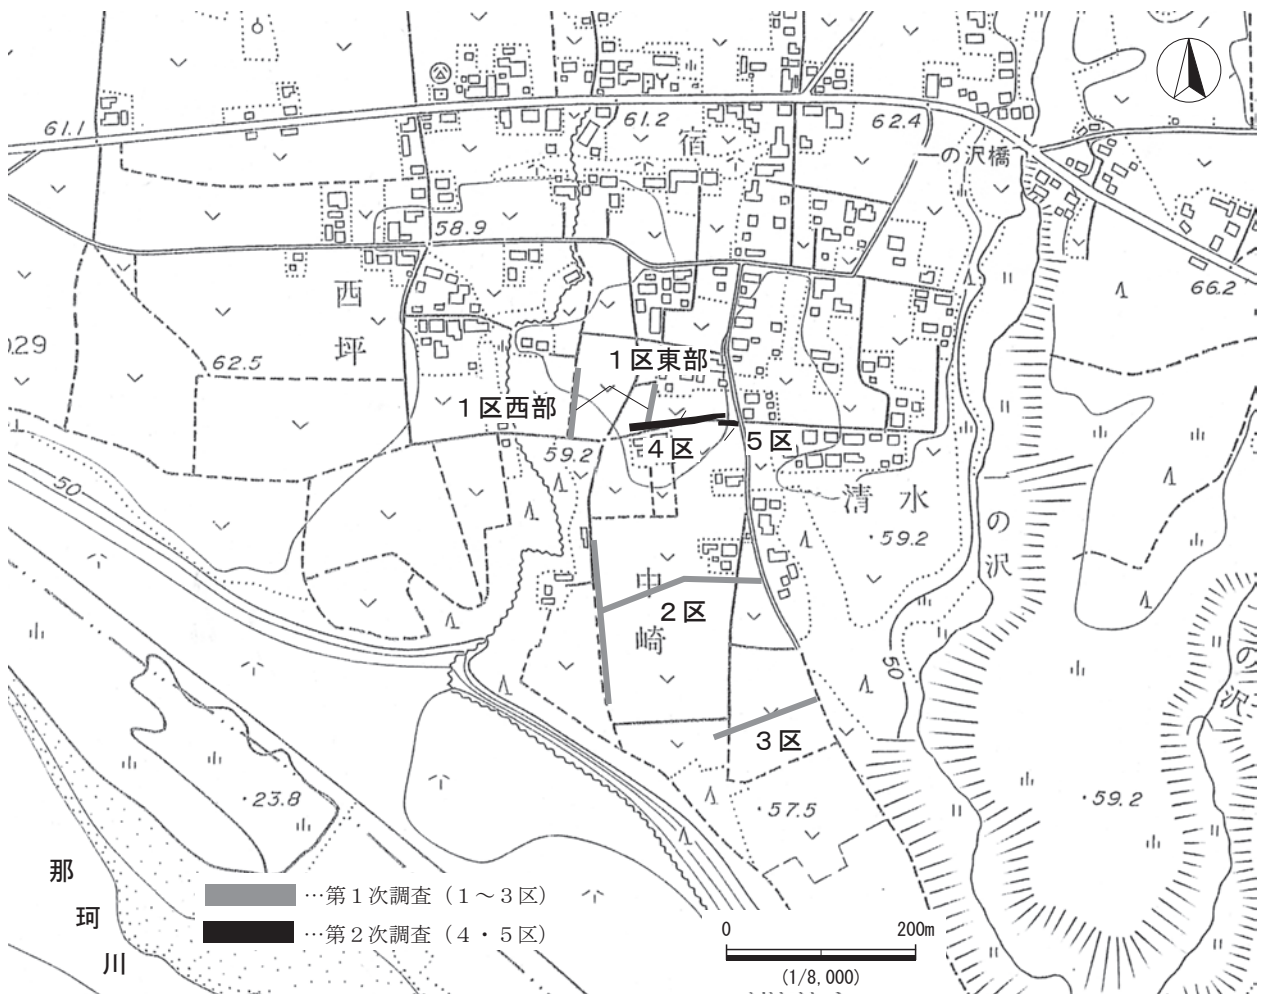 61.1
61.2
宿
62.4
一の沢橋
58.9
66.2
西坪
029
62.5
1区東部
1区西部
4区
5区
59.2
50
清水
59.2
の沢
中崎
2区
50
の沢
3区
23.8
57.5
59.2
那珂川
…第1次調査（1～3区）
…第2次調査（4・5区）
0 200m
(1/8,000)